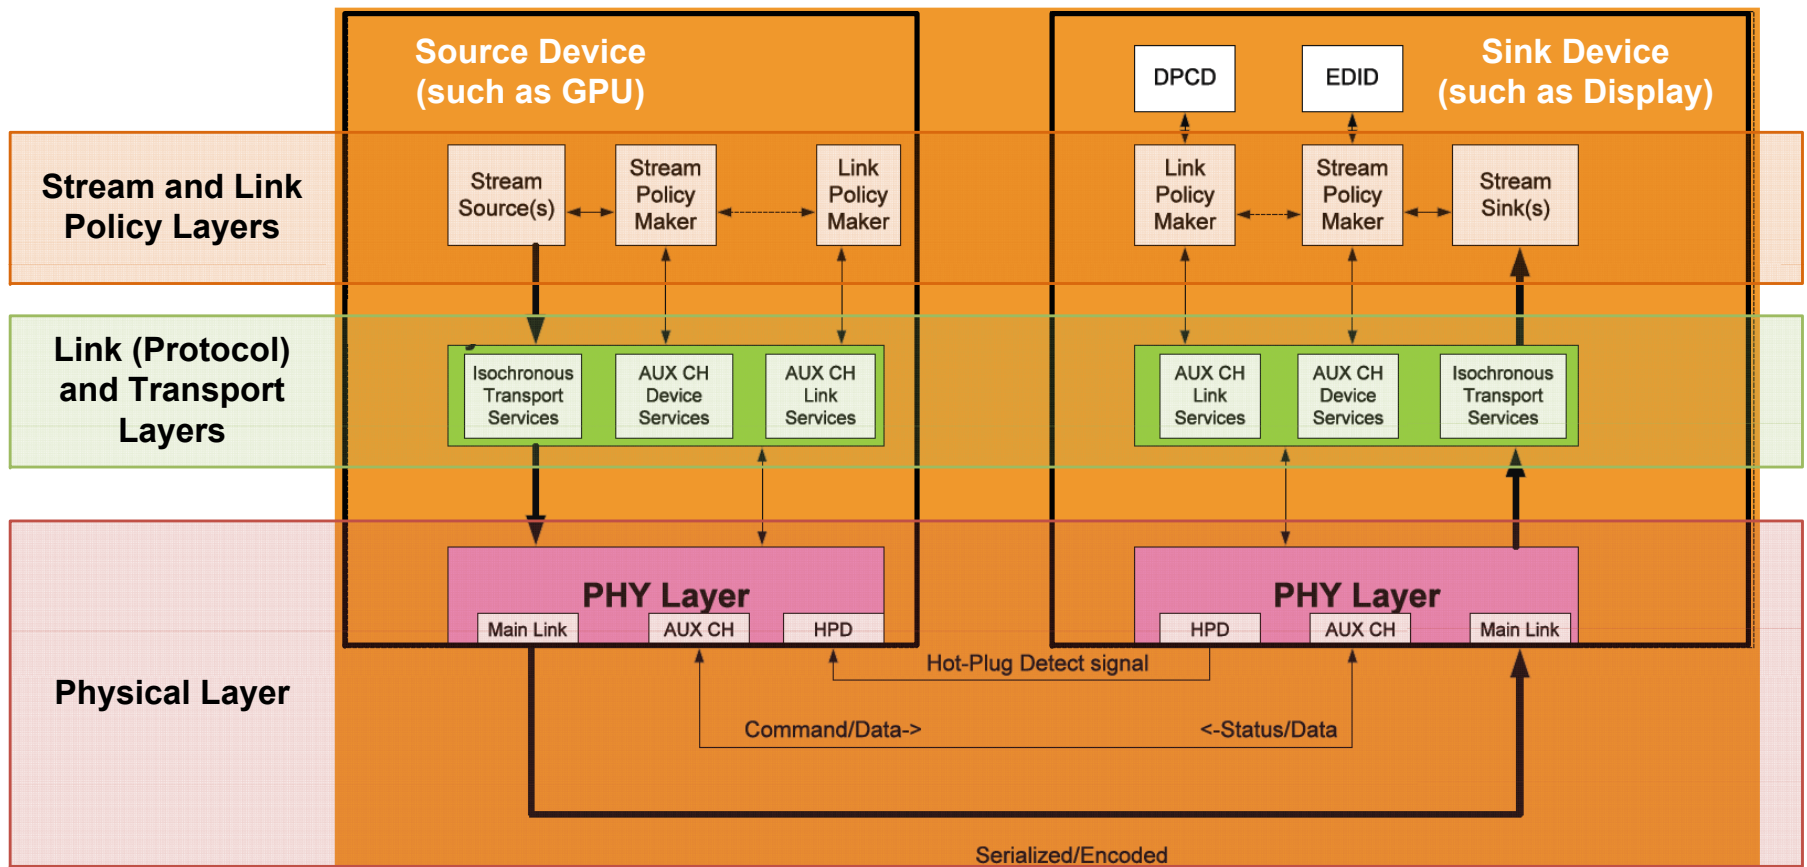 Source Device
(such as GPU)
Sink Device
(such as Display)
DPCD
EDID
Stream and Link
Policy Layers
Stream
Source(s)
Stream
Policy
Maker
Link
Policy
Maker
Link
Policy
Maker
Stream
Policy
Maker
Stream
Sink(s)
Link (Protocol)
and Transport
Layers
Isochronous
Transport
Services
AUX CH
Device
Services
AUX CH
Link
Services
AUX CH
Link
Services
AUX CH
Device
Services
Isochronous
Transport
Services
Physical Layer
PHY Layer
Main Link
AUX CH
HPD
PHY Layer
HPD
AUX CH
Main Link
Hot-Plug Detect signal
Command/Data->
<-Status/Data
Serialized/Encoded